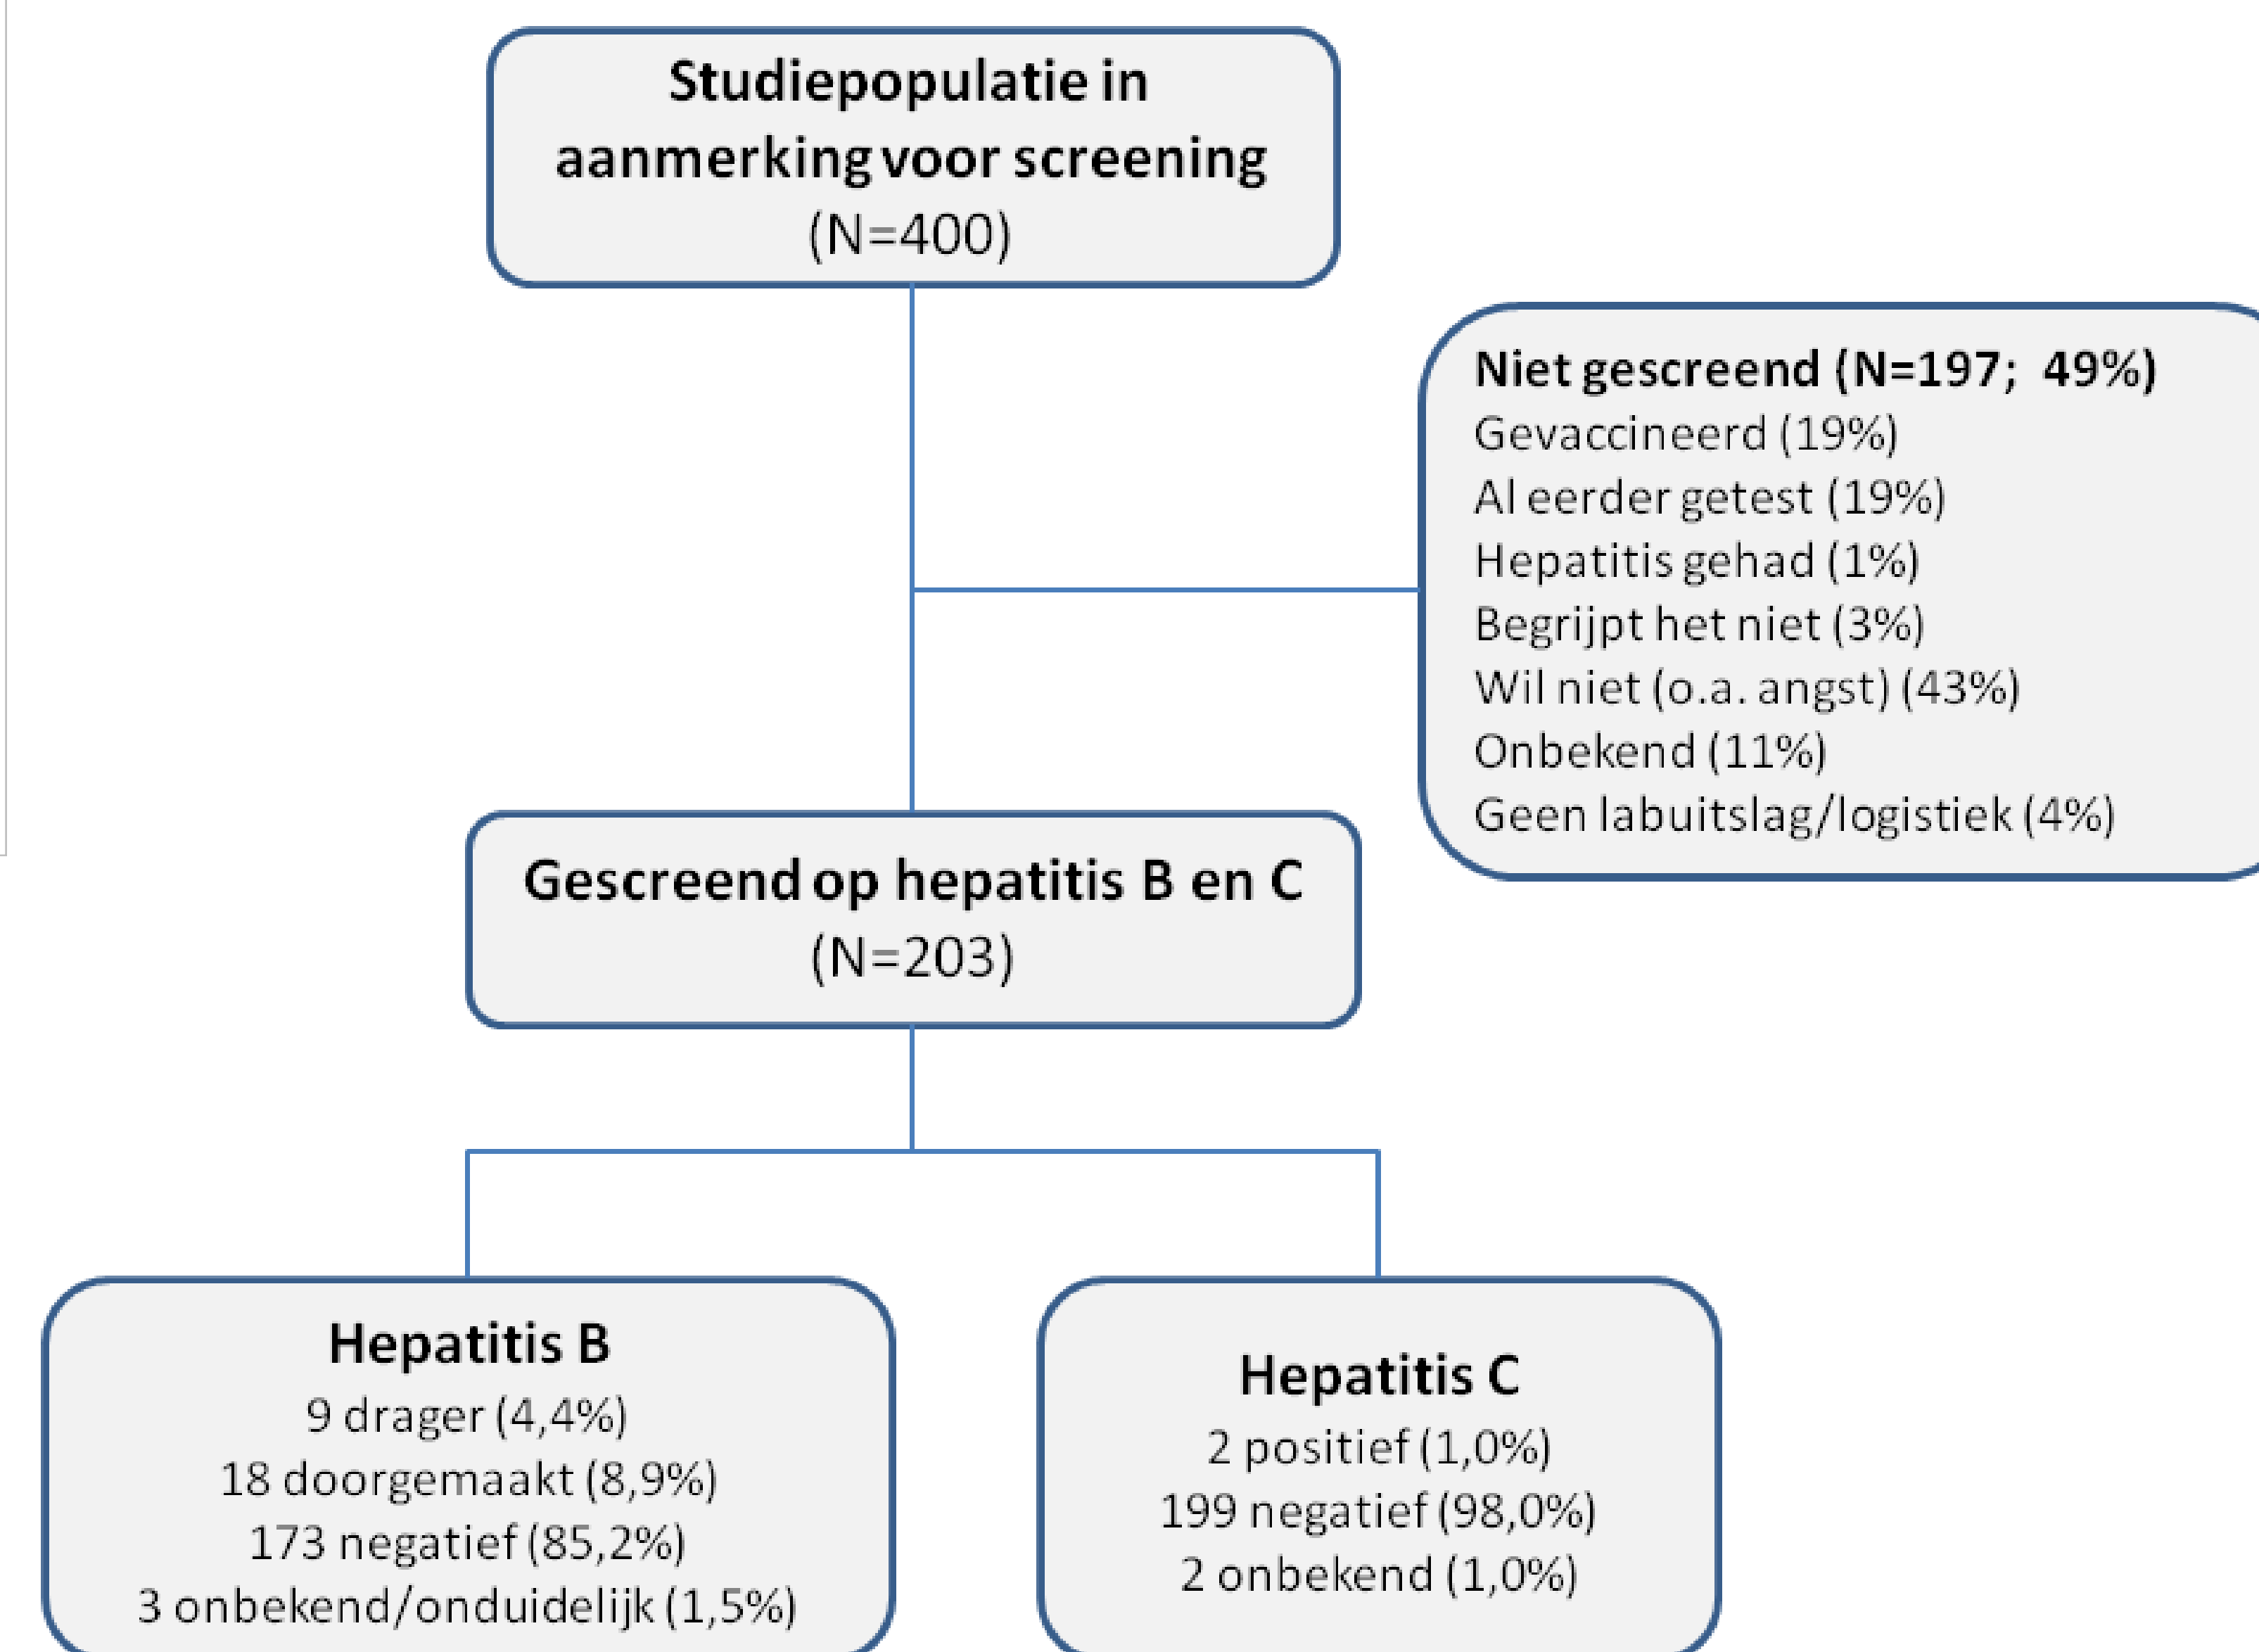 Studiepopulatie in
aanmerking voor screening
(N=400)
Niet gescreend (N=197; 49%)
Gevaccineerd (19%)
Al eerder getest (19%)
Hepatitis gehad (1%)
Begrijpt het niet (3%)
Wil niet (o.a. angst) (43%)
Onbekend (11%)
Geen labuitslag/logistiek (4%)
Gescreend op hepatitis B en C
(N=203)
Hepatitis B
9 drager (4,4%)
18 doorgemaakt (8,9%)
173 negatief (85,2%)
3 onbekend/onduidelijk (1,5%)
Hepatitis C
2 positief (1,0%)
199 negatief (98,0%)
2 onbekend (1,0%)